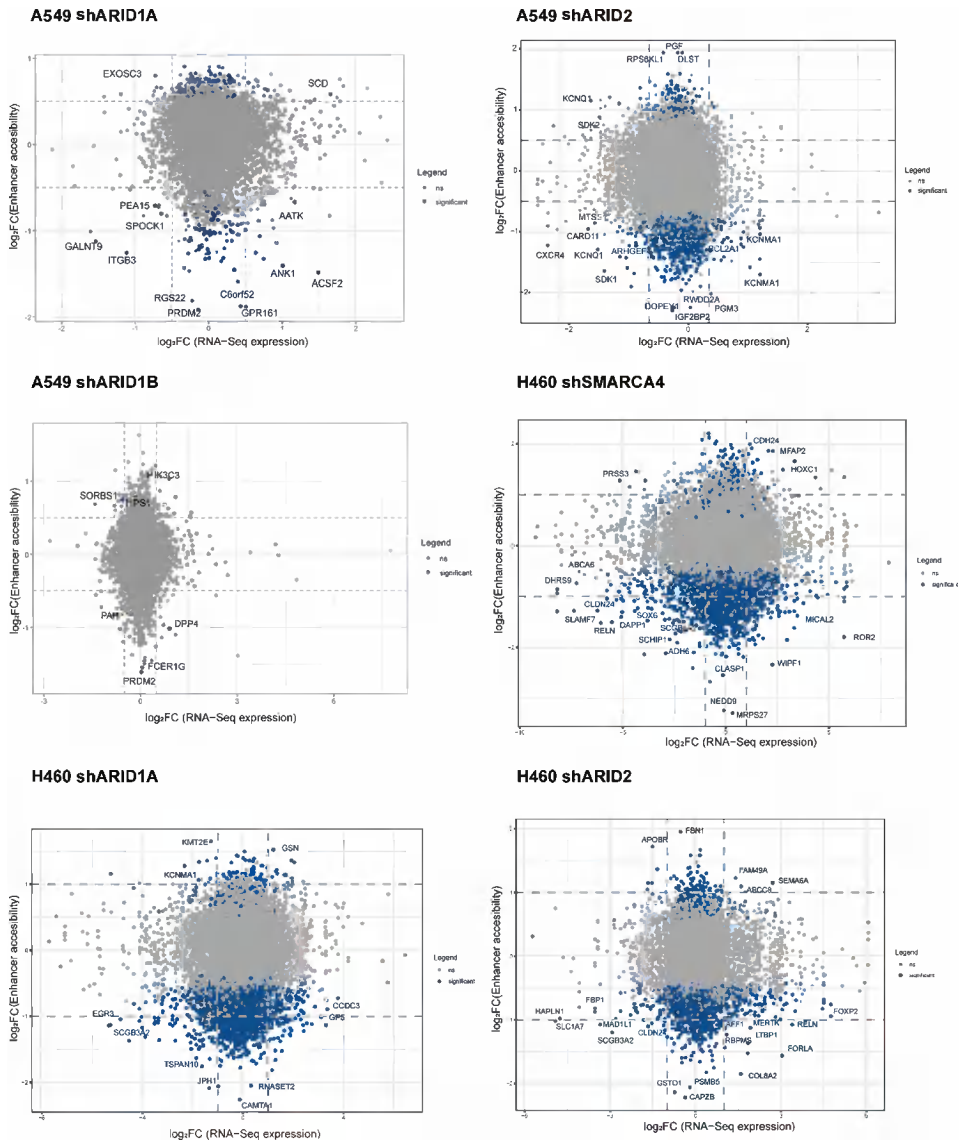 A549 shARID1A
EXOSC3
SCD
PEA15
SPOCK1
AATK
GALNT9
ITGB3
ANK1
ACSF2
C6orf52
RGS22
PRDM2
GPR161
log₂FC(Enhancer accesibility)
log₂FC (RNA−Seq expression)
Legend
ns
significant
A549 shARID2
PGF
RPS6KL1
DLST
KCNQ1
SDK2
CARD11
CXCR4
KCNQ1
ARHGEF
BCL2A1
KCNMA1
SDK1
KCNMA1
RWDD2A
DOPEY1
PGM3
IGF2BP2
log₂FC(Enhancer accesibility)
log₂FC (RNA−Seq expression)
Legend
ns
significant
A549 shARID1B
SORBS1
DPP4
FCER1G
PRDM2
log₂FC(Enhancer accesibility)
log₂FC (RNA−Seq expression)
Legend
ns
significant
H460 shSMARCA4
CDH24
MFAP2
PRSS3
HOXC1
ABCA6
DHRS9
CLDN24
SLAMF7
RELN
DAPP1
SOX6
SCHIP1
ADH6
MICAL2
ROR2
CLASP1
WIPF1
NEDD9
MRPS27
log₂FC(Enhancer accesibility)
log₂FC (RNA−Seq expression)
Legend
ns
H460 shARID1A
KMT2E
GSN
KCNMA1
CCDC3
EGR3
SCGB3A2
TSPAN10
JPH1
RNASET2
CAMTA1
log₂FC(Enhancer accesibility)
log₂FC (RNA−Seq expression)
Legend
ns
significant
H460 shARID2
FBN1
APOBR
FAM49A
SEMA6A
ABCC8
FBP1
HAPLN1
SLC1A7
MAD1L1
SCGB3A2
CLDN24
MERTK
RELN
FOXP2
LTBP1
RBPMS
FORLA
COL8A2
PSMB5
GSTO1
CAPZB
log₂FC(Enhancer accesibility)
log₂FC (RNA−Seq expression)
Legend
ns
significant